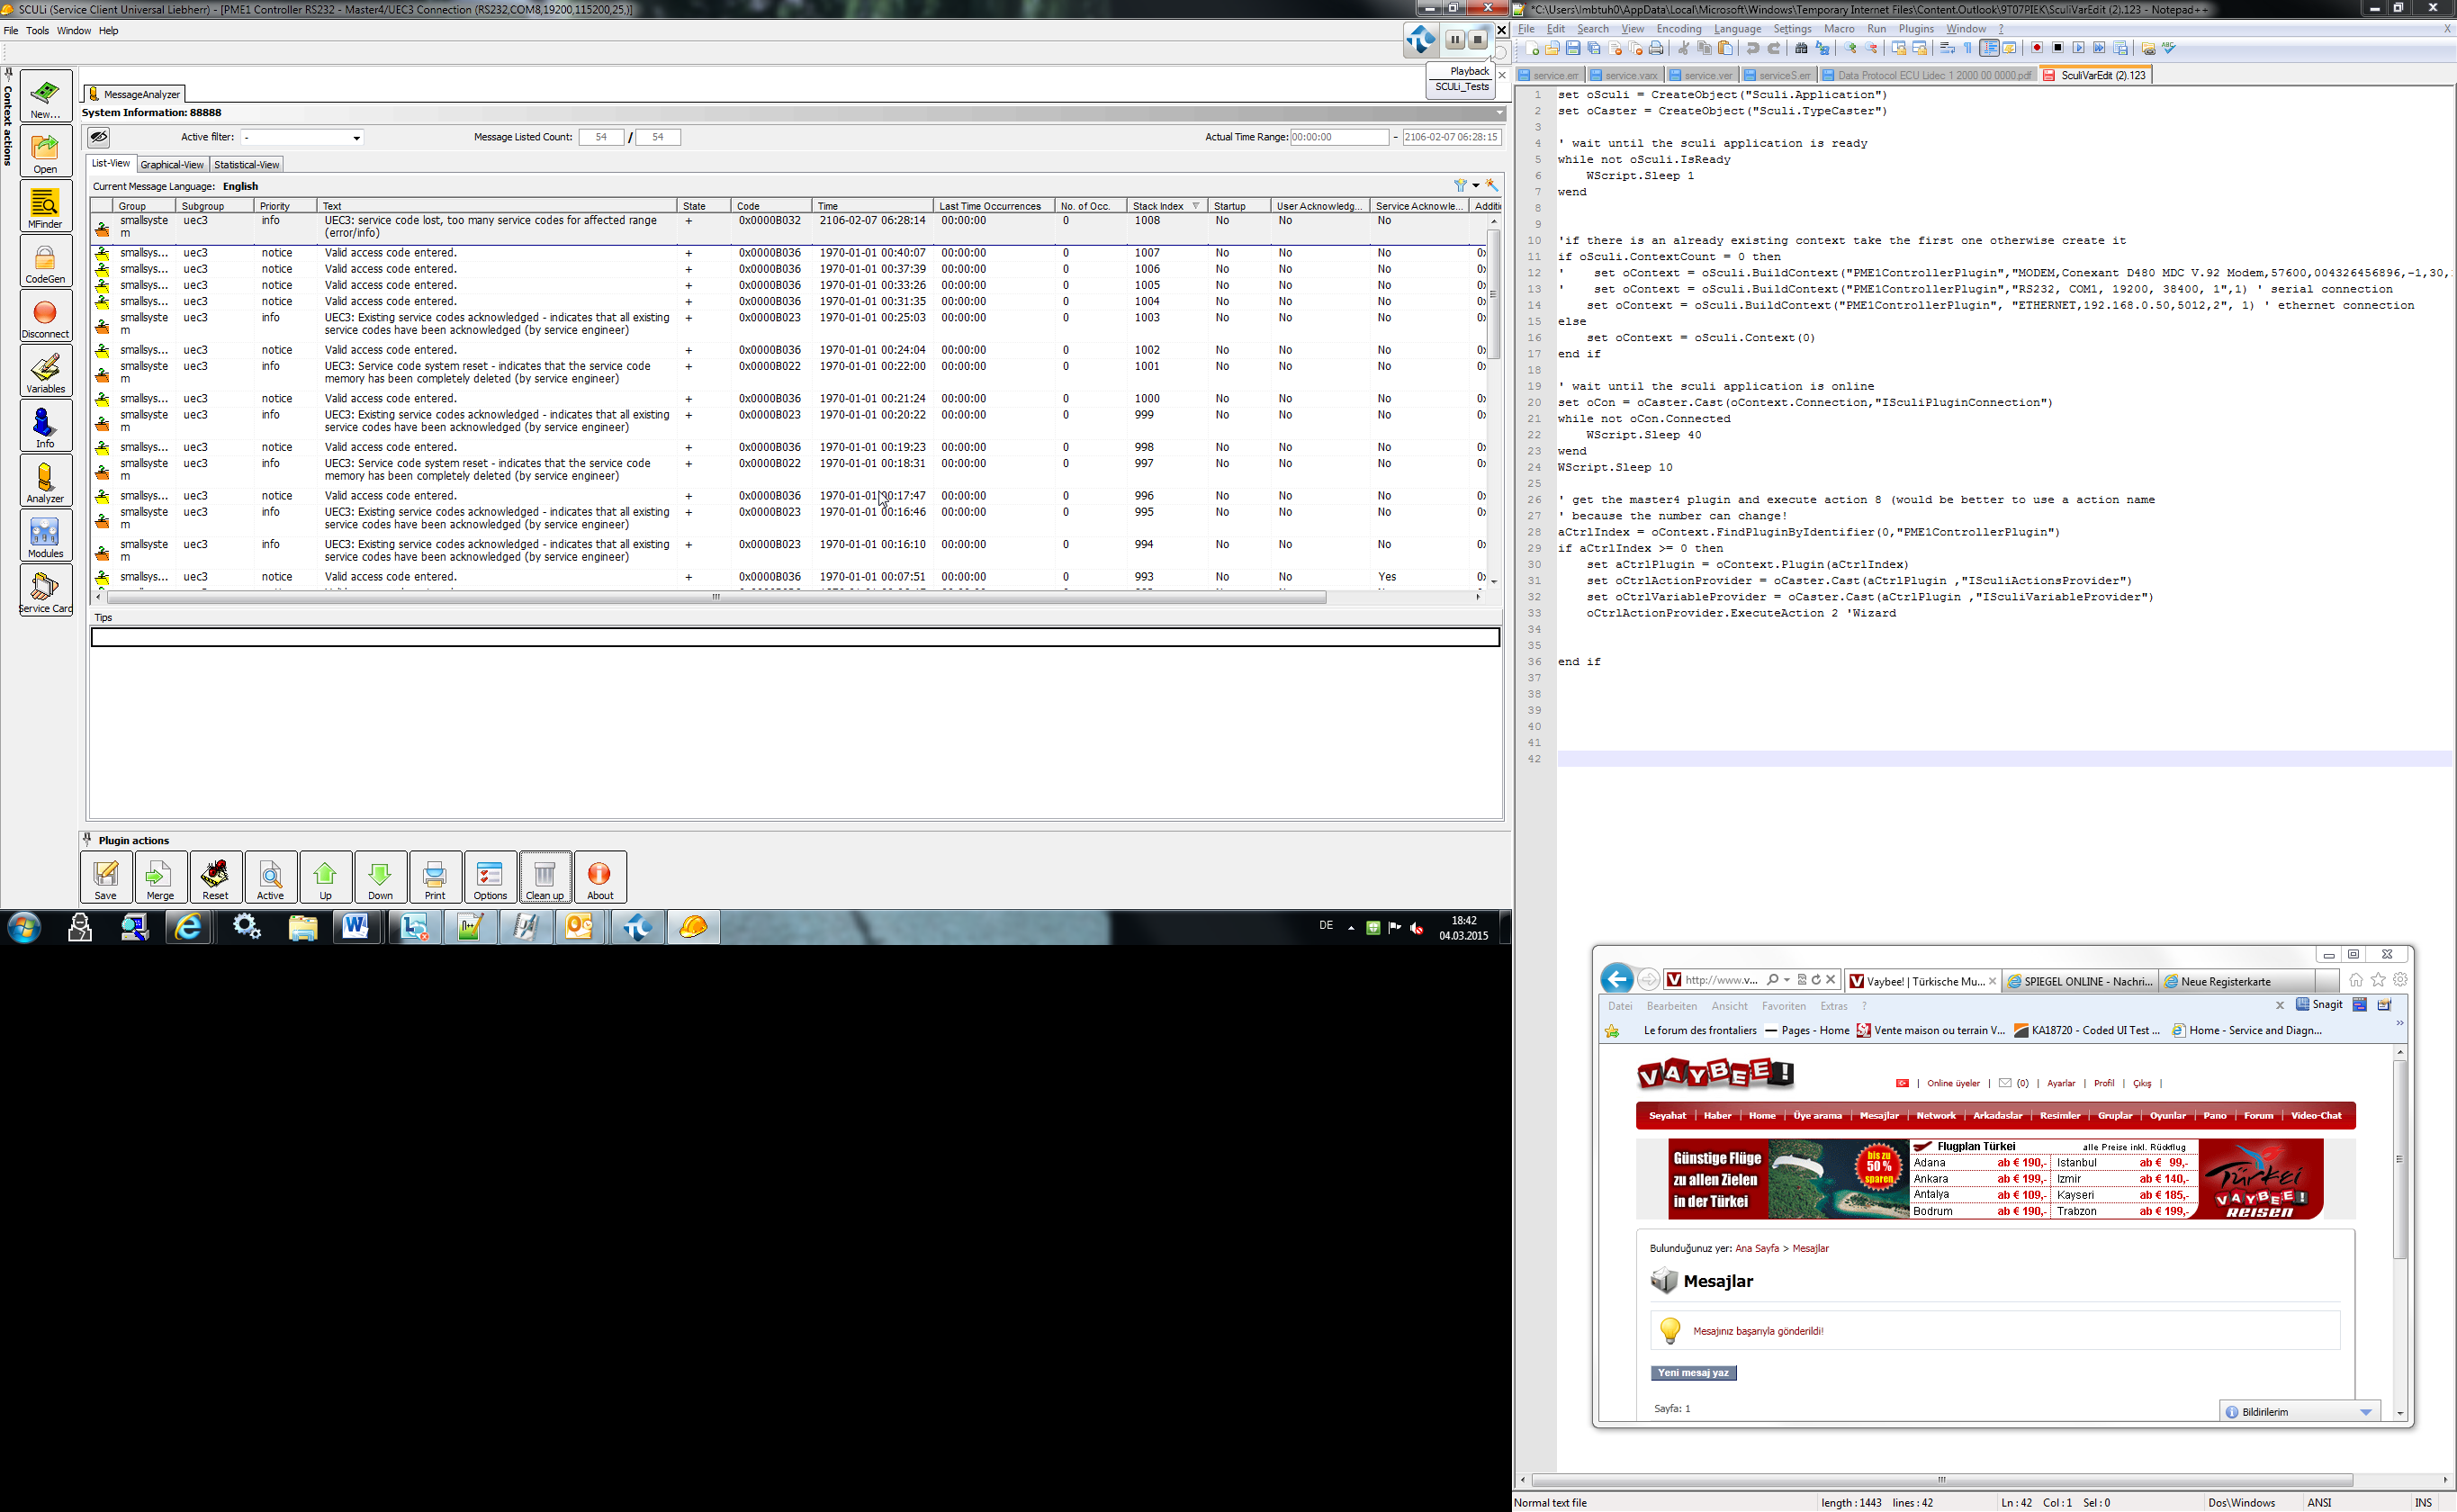 SCULi (Service Client Universal Liebherr) - [PME1 Controller RS232 - Master4/UEC3 Connection (RS232,COM8,19200,115200,25,)]
File Tools Window Help
Playback
SCULi_Tests
Context actions
New...
Open
MFinder
CodeGen
Disconnect
Variables
Info
Analyzer
Modules
Service Card
MessageAnalyzer
System Information: 88888
Active filter: -
Message Listed Count: 54 / 54
Actual Time Range: 00:00:00 - 2106-02-07 06:28:15
List-View Graphical-View Statistical-View
Current Message Language: English
Group Subgroup Priority Text State Code Time Last Time Occurrences No. of Occ. Stack Index Startup User Acknowledg... Service Acknowle... Additi
smallsyste m uec3 info UEC3: service code lost, too many service codes for affected range (error/info) + 0x0000B032 2106-02-07 06:28:14 00:00:00 0 1008 No No No
smallsys... uec3 notice Valid access code entered. + 0x0000B036 1970-01-01 00:40:07 00:00:00 0 1007 No No No 0x
smallsys... uec3 notice Valid access code entered. + 0x0000B036 1970-01-01 00:37:39 00:00:00 0 1006 No No No 0x
smallsys... uec3 notice Valid access code entered. + 0x0000B036 1970-01-01 00:33:26 00:00:00 0 1005 No No No 0x
smallsys... uec3 notice Valid access code entered. + 0x0000B036 1970-01-01 00:31:35 00:00:00 0 1004 No No No 0x
smallsyste m uec3 info UEC3: Existing service codes acknowledged - indicates that all existing service codes have been acknowledged (by service engineer) + 0x0000B023 1970-01-01 00:25:03 00:00:00 0 1003 No No No 0x
smallsys... uec3 notice Valid access code entered. + 0x0000B036 1970-01-01 00:24:04 00:00:00 0 1002 No No No 0x
smallsyste m uec3 info UEC3: Service code system reset - indicates that the service code memory has been completely deleted (by service engineer) + 0x0000B022 1970-01-01 00:22:00 00:00:00 0 1001 No No No 0x
smallsys... uec3 notice Valid access code entered. + 0x0000B036 1970-01-01 00:21:24 00:00:00 0 1000 No No No 0x
smallsyste m uec3 info UEC3: Existing service codes acknowledged - indicates that all existing service codes have been acknowledged (by service engineer) + 0x0000B023 1970-01-01 00:20:22 00:00:00 0 999 No No No 0x
smallsys... uec3 notice Valid access code entered. + 0x0000B036 1970-01-01 00:19:23 00:00:00 0 998 No No No 0x
smallsyste m uec3 info UEC3: Service code system reset - indicates that the service code memory has been completely deleted (by service engineer) + 0x0000B022 1970-01-01 00:18:31 00:00:00 0 997 No No No 0x
smallsys... uec3 notice Valid access code entered. + 0x0000B036 1970-01-01 00:17:47 00:00:00 0 996 No No No 0x
smallsyste m uec3 info UEC3: Existing service codes acknowledged - indicates that all existing service codes have been acknowledged (by service engineer) + 0x0000B023 1970-01-01 00:16:46 00:00:00 0 995 No No No 0x
smallsyste m uec3 info UEC3: Existing service codes acknowledged - indicates that all existing service codes have been acknowledged (by service engineer) + 0x0000B023 1970-01-01 00:16:10 00:00:00 0 994 No No No 0x
smallsys... uec3 notice Valid access code entered. + 0x0000B036 1970-01-01 00:07:51 00:00:00 0 993 No No Yes 0x
Tips
Plugin actions
Save Merge Reset Active Up Down Print Options Clean up About
DE 18:42
04.03.2015
*C:\Users\lmbtuh0\AppData\Local\Microsoft\Windows\Temporary Internet Files\Content.Outlook\9T07PIEK\SculiVarEdit (2).123 - Notepad++
File Edit Search View Encoding Language Settings Macro Run Plugins Window ? X
service.err service.varx service.ver serviceS.err Data Protocol ECU Lidec 1 2000 00 0000.pdf SculiVarEdit (2).123
1 set oSculi = CreateObject("Sculi.Application")
2 set oCaster = CreateObject("Sculi.TypeCaster")
3
4 ' wait until the sculi application is ready
5 while not oSculi.IsReady
6 WScript.Sleep 1
7 wend
8
9
10 'if there is an already existing context take the first one otherwise create it
11 if oSculi.ContextCount = 0 then
12 ' set oContext = oSculi.BuildContext("PME1ControllerPlugin","MODEM,Conexant D480 MDC V.92 Modem,57600,004326456896,-1,30,
13 ' set oContext = oSculi.BuildContext("PME1ControllerPlugin","RS232, COM1, 19200, 38400, 1",1) ' serial connection
14 set oContext = oSculi.BuildContext("PME1ControllerPlugin", "ETHERNET,192.168.0.50,5012,2", 1) ' ethernet connection
15 else
16 set oContext = oSculi.Context(0)
17 end if
18
19 ' wait until the sculi application is online
20 set oCon = oCaster.Cast(oContext.Connection,"ISculiPluginConnection")
21 while not oCon.Connected
22 WScript.Sleep 40
23 wend
24 WScript.Sleep 10
25
26 ' get the master4 plugin and execute action 8 (would be better to use a action name
27 ' because the number can change!
28 aCtrlIndex = oContext.FindPluginByIdentifier(0,"PME1ControllerPlugin")
29 if aCtrlIndex >= 0 then
30 set aCtrlPlugin = oContext.Plugin(aCtrlIndex)
31 set oCtrlActionProvider = oCaster.Cast(aCtrlPlugin ,"ISculiActionsProvider")
32 set oCtrlVariableProvider = oCaster.Cast(aCtrlPlugin ,"ISculiVariableProvider")
33 oCtrlActionProvider.ExecuteAction 2 'Wizard
34
35
36 end if
37
38
39
40
41
42
http://www.v... Vaybee! | Türkische Mu... SPIEGEL ONLINE - Nachri... Neue Registerkarte
Datei Bearbeiten Ansicht Favoriten Extras ? x Snagit
Le forum des frontaliers Pages - Home Vente maison ou terrain V... KA18720 - Coded UI Test ... Home - Service and Diagn...
VAYBEE!
| Online üyeler | (0) | Ayarlar | Profil | Çıkış |
Seyahat | Haber | Home | Üye arama | Mesajlar | Network | Arkadaslar | Resimler | Gruplar | Oyunlar | Pano | Forum | Video-Chat
Günstige Flüge
zu allen Zielen
in der Türkei
bis zu
50 %
sparen
Flugplan Türkei alle Preise inkl. Rückflug
Adana ab € 190,- Istanbul ab € 99,-
Ankara ab € 199,- Izmir ab € 140,-
Antalya ab € 109,- Kayseri ab € 185,-
Bodrum ab € 190,- Trabzon ab € 199,-
Türkei
VAYBEE!
REISEN
Bulunduğunuz yer: Ana Sayfa > Mesajlar
Mesajlar
Mesajınız başarıyla gönderildi!
Yeni mesaj yaz
Sayfa: 1
Bildirilerim
Normal text file length : 1443 lines : 42 Ln : 42 Col : 1 Sel : 0 Dos\Windows ANSI INS